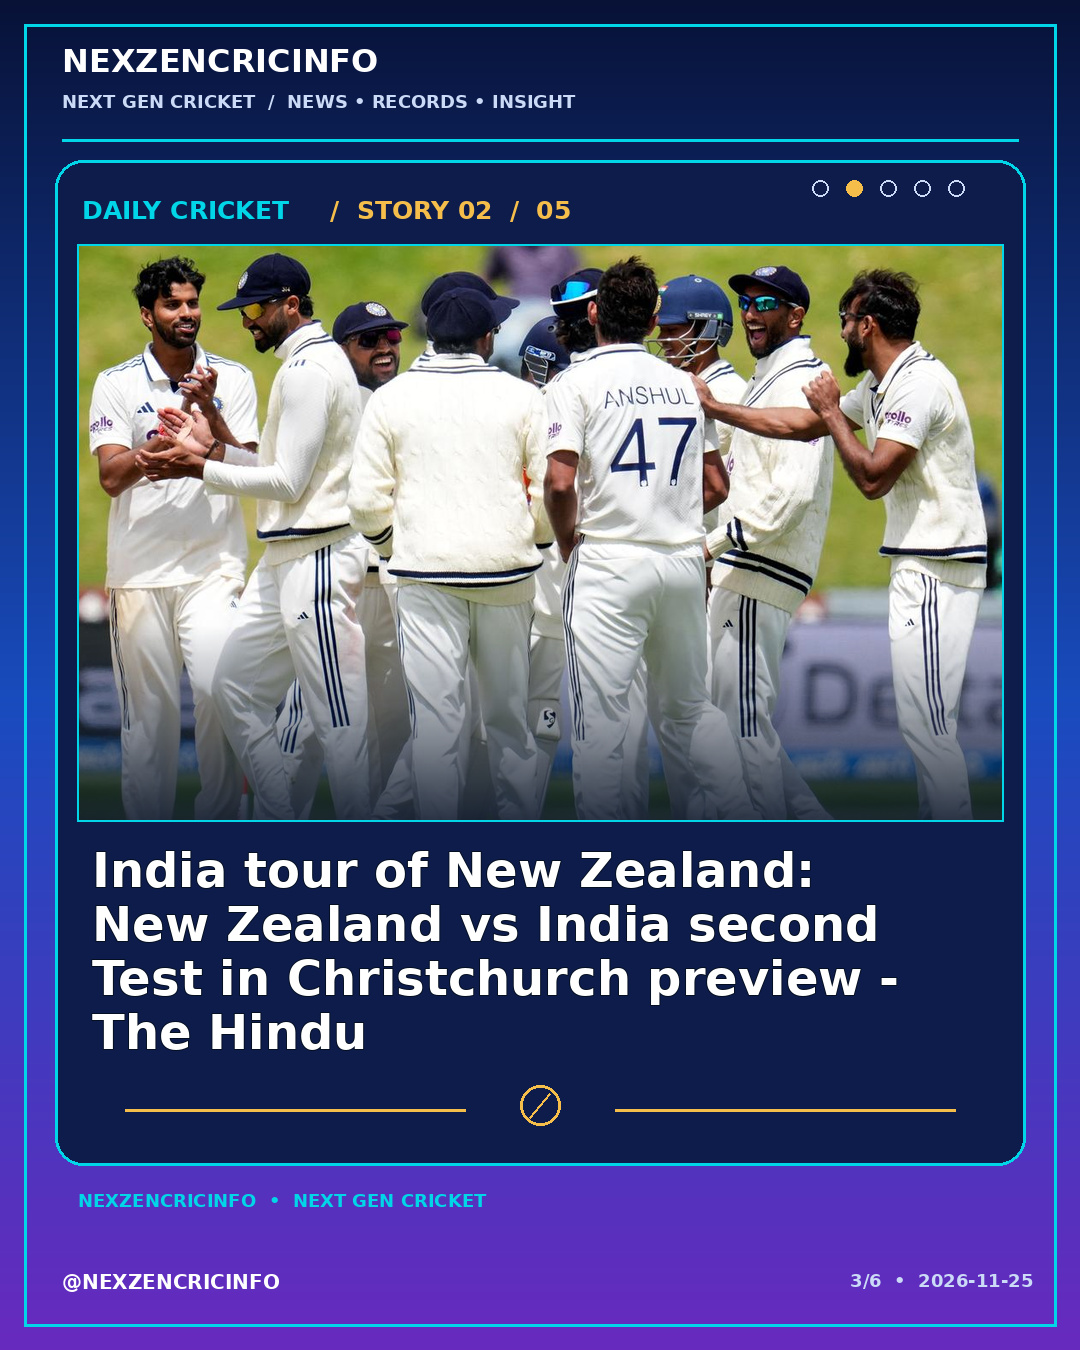 NEXZENCRICINFO
NEXT GEN CRICKET / NEWS • RECORDS • INSIGHT
DAILY CRICKET / STORY 02 / 05
SHREY
ANSHUL
47
India tour of New Zealand:
New Zealand vs India second
Test in Christchurch preview -
The Hindu
NEXZENCRICINFO • NEXT GEN CRICKET
@NEXZENCRICINFO
3/6 • 2026-11-25